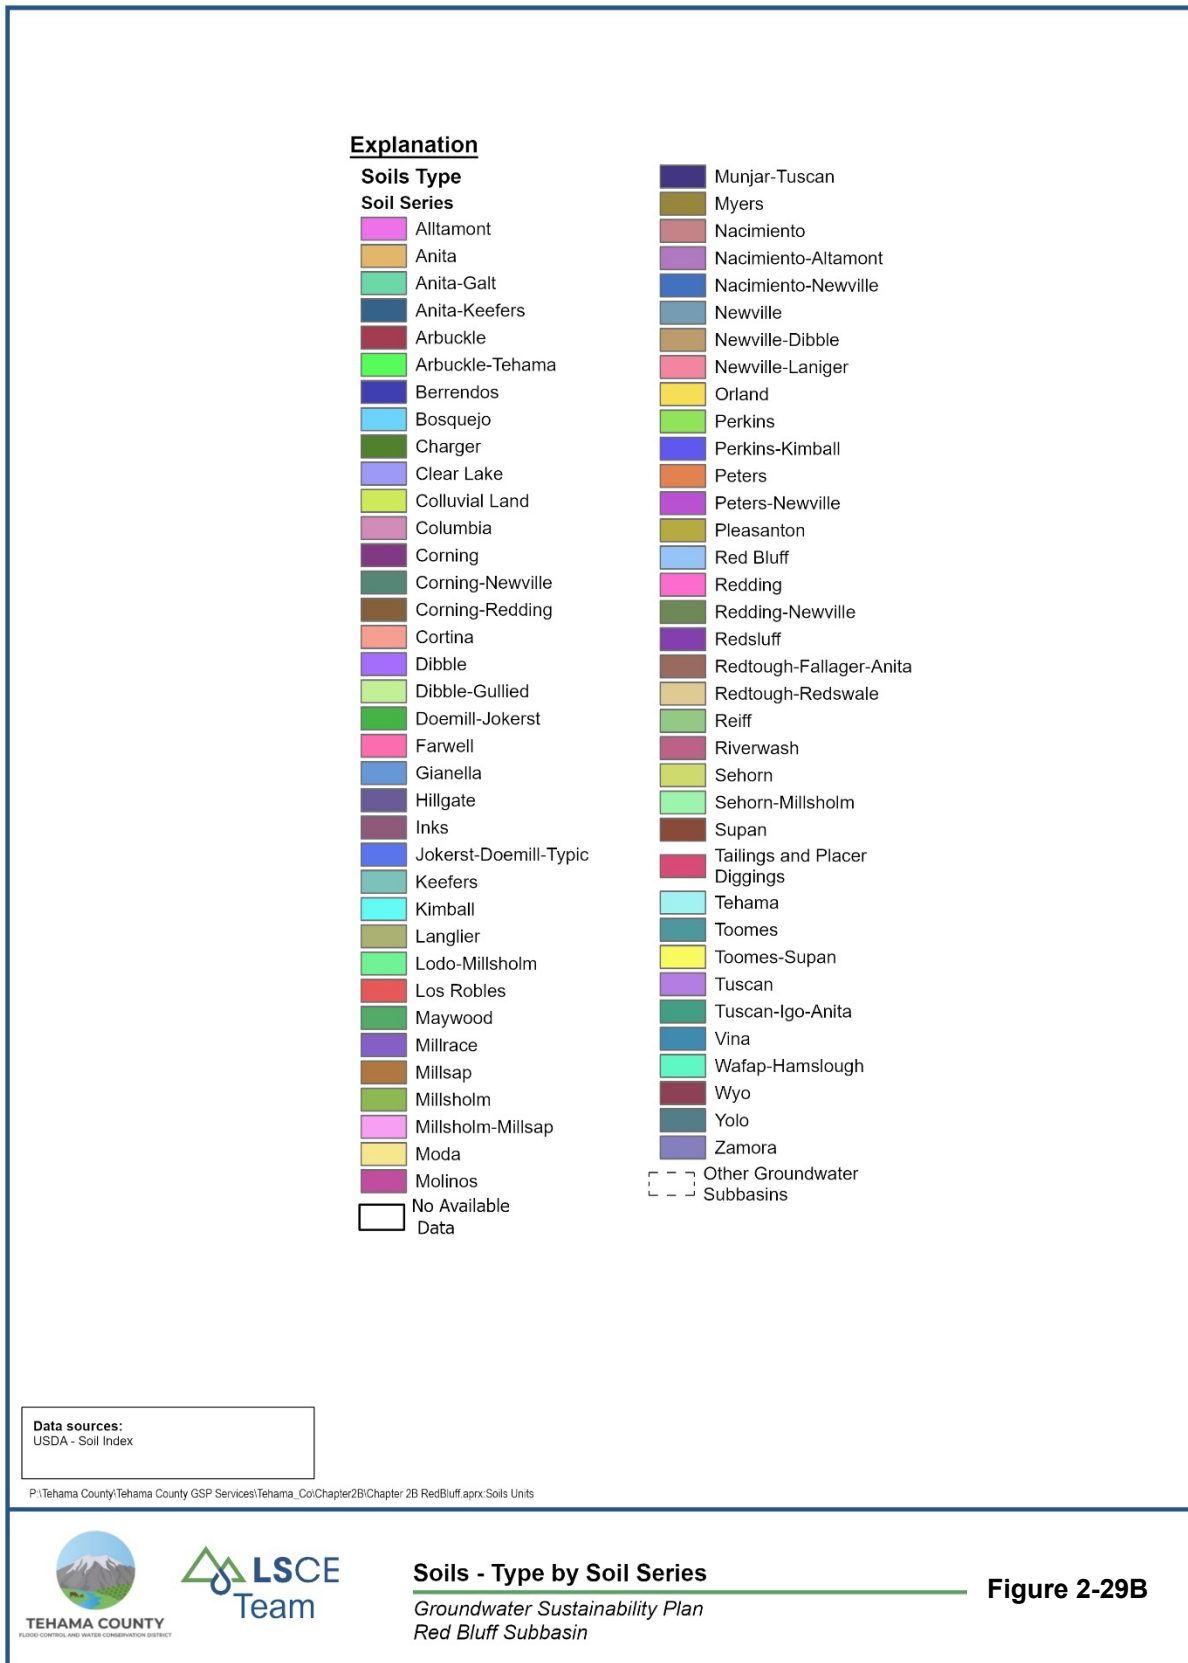 Explanation
Soils Type
Soil Series
Alltamont
Anita
Anita-Galt
Anita-Keefers
Arbuckle
Arbuckle-Tehama
Berrendos
Bosquejo
Charger
Clear Lake
Colluvial Land
Columbia
Corning
Corning-Newville
Corning-Redding
Cortina
Dibble
Dibble-Gullied
Doemill-Jokerst
Farwell
Gianella
Hillgate
Inks
Jokerst-Doemill-Typic
Keefers
Kimball
Langlier
Lodo-Millsholm
Los Robles
Maywood
Millrace
Millsap
Millsholm
Millsholm-Millsap
Moda
Molinos
No Available
Data
Munjar-Tuscan
Myers
Nacimiento
Nacimiento-Altamont
Nacimiento-Newville
Newville
Newville-Dibble
Newville-Laniger
Orland
Perkins
Perkins-Kimball
Peters
Peters-Newville
Pleasanton
Red Bluff
Redding
Redding-Newville
Redsluff
Redtough-Fallager-Anita
Redtough-Redswale
Reiff
Riverwash
Sehorn
Sehorn-Millsholm
Supan
Tailings and Placer
Diggings
Tehama
Toomes
Toomes-Supan
Tuscan
Tuscan-Igo-Anita
Vina
Wafap-Hamslough
Wyo
Yolo
Zamora
Other Groundwater
Subbasins
Data sources:
USDA - Soil Index
P:\Tehama County\Tehama County GSP Services\Tehama_Co\Chapter2B\Chapter 2B RedBluff.aprx:Soils Units
TEHAMA COUNTY
FLOOD CONTROL AND WATER CONSERVATION DISTRICT
LSCE
Team
Soils - Type by Soil Series
Groundwater Sustainability Plan
Red Bluff Subbasin
Figure 2-29B